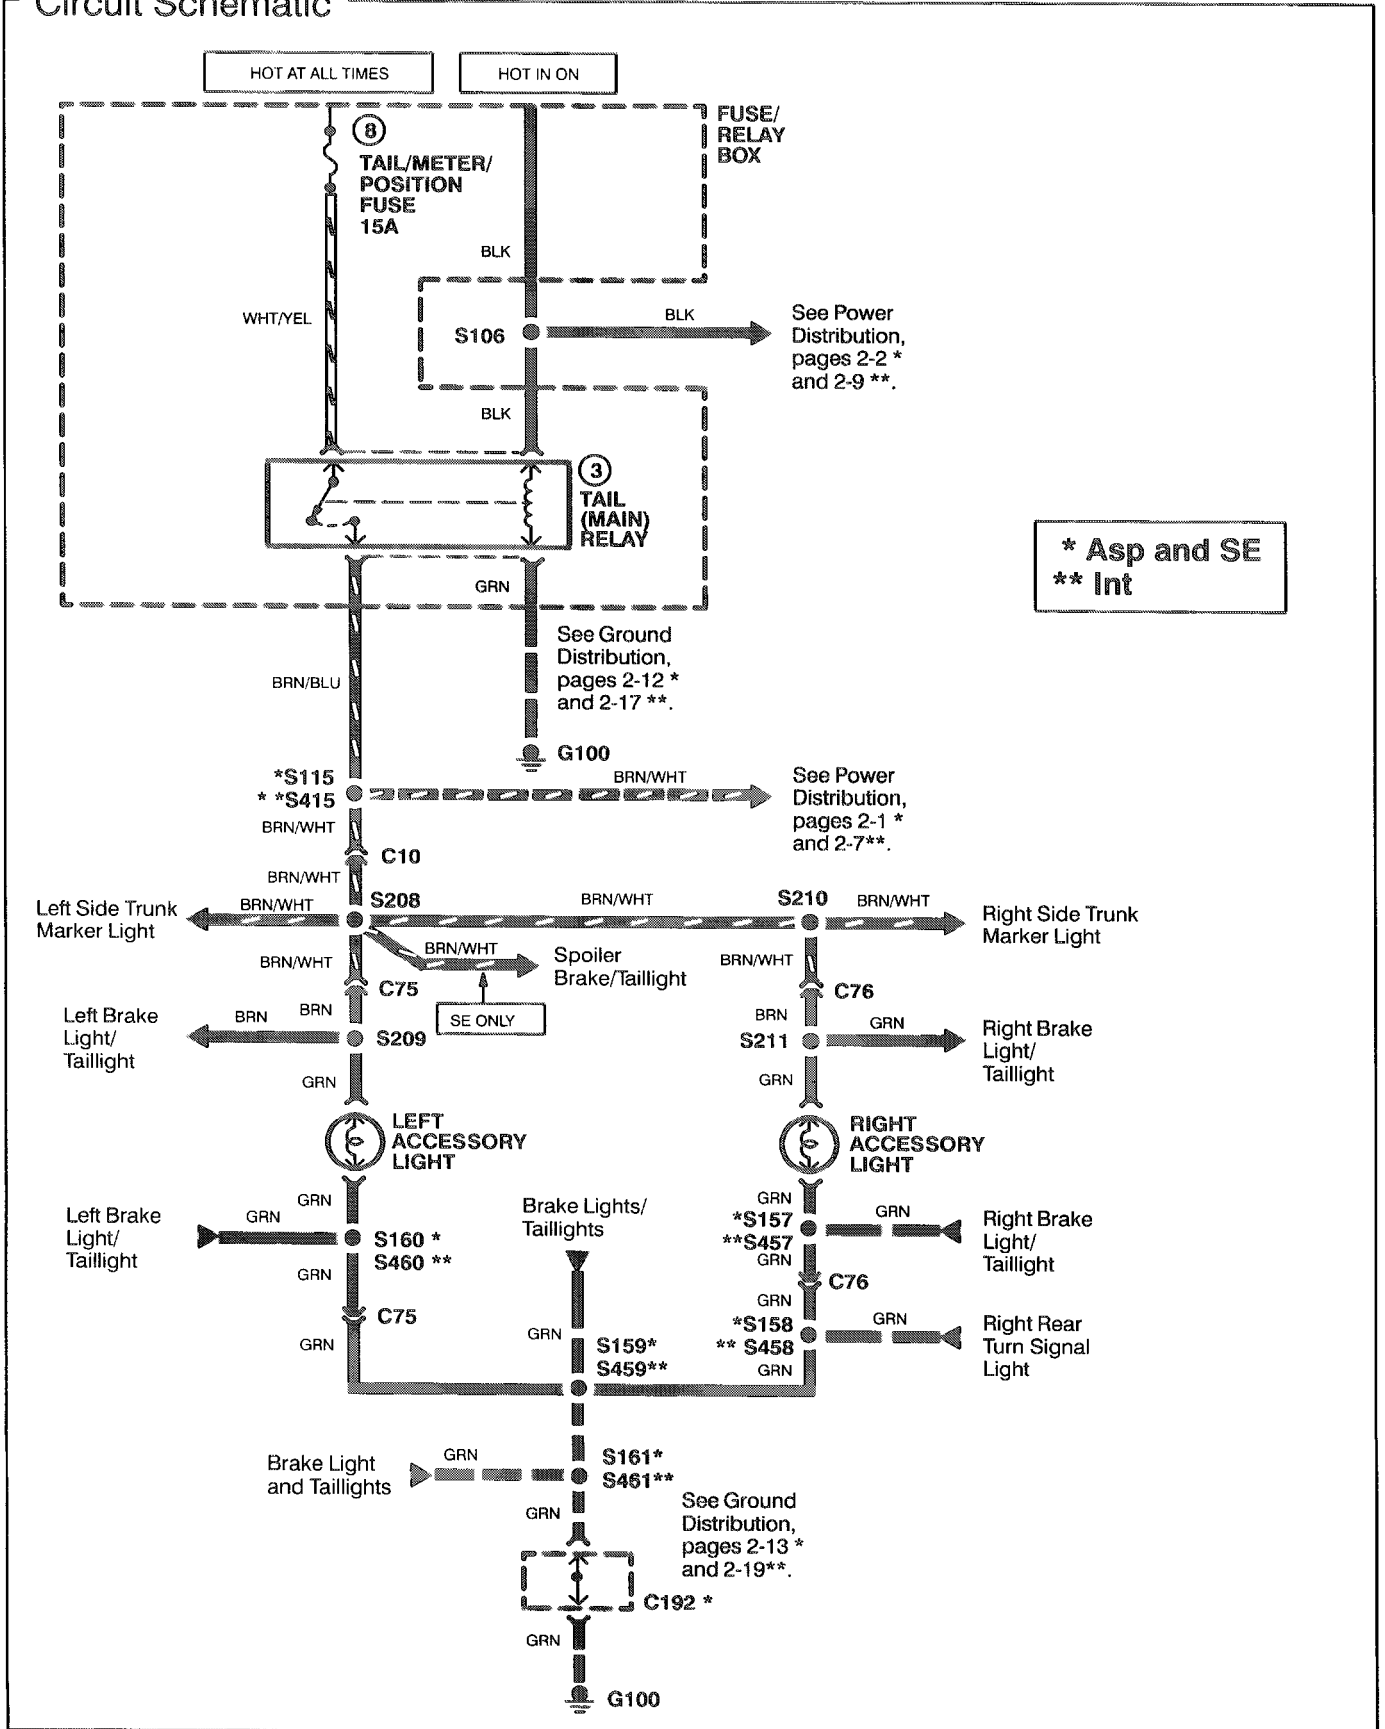 Circuit Schematic
HOT AT ALL TIMES
HOT IN ON
8
TAIL/METER/
POSITION
FUSE
15A
FUSE/
RELAY
BOX
BLK
WHT/YEL
S106
BLK
See Power
Distribution,
pages 2-2 *
and 2-9 **.
BLK
3
TAIL
(MAIN)
RELAY
* Asp and SE
** Int
GRN
See Ground
Distribution,
pages 2-12 *
and 2-17 **.
BRN/BLU
G100
*S115
* *S415
BRN/WHT
See Power
Distribution,
pages 2-1 *
and 2-7**.
BRN/WHT
C10
BRN/WHT
Left Side Trunk
Marker Light
BRN/WHT
S208
BRN/WHT
S210
BRN/WHT
Right Side Trunk
Marker Light
BRN/WHT
BRN/WHT
Spoiler
Brake/Taillight
BRN/WHT
C75
C76
SE ONLY
Left Brake
Light/
Taillight
BRN
BRN
S209
BRN
S211
GRN
Right Brake
Light/
Taillight
GRN
GRN
LEFT
ACCESSORY
LIGHT
RIGHT
ACCESSORY
LIGHT
GRN
Left Brake
Light/
Taillight
GRN
S160 *
S460 **
GRN
C75
GRN
Brake Lights/
Taillights
GRN
S159*
S459**
GRN
*S157
**S457
GRN
GRN
Right Brake
Light/
Taillight
C76
GRN
*S158
** S458
GRN
GRN
Right Rear
Turn Signal
Light
Brake Light
and Taillights
GRN
S161*
S461**
GRN
See Ground
Distribution,
pages 2-13 *
and 2-19**.
C192 *
GRN
G100